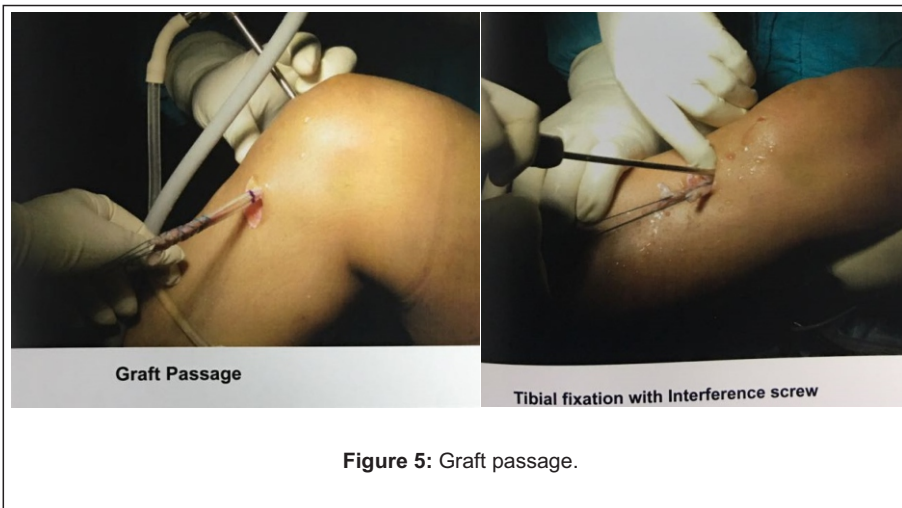 Graft Passage
Tibial fixation with Interference screw
Figure 5: Graft passage.